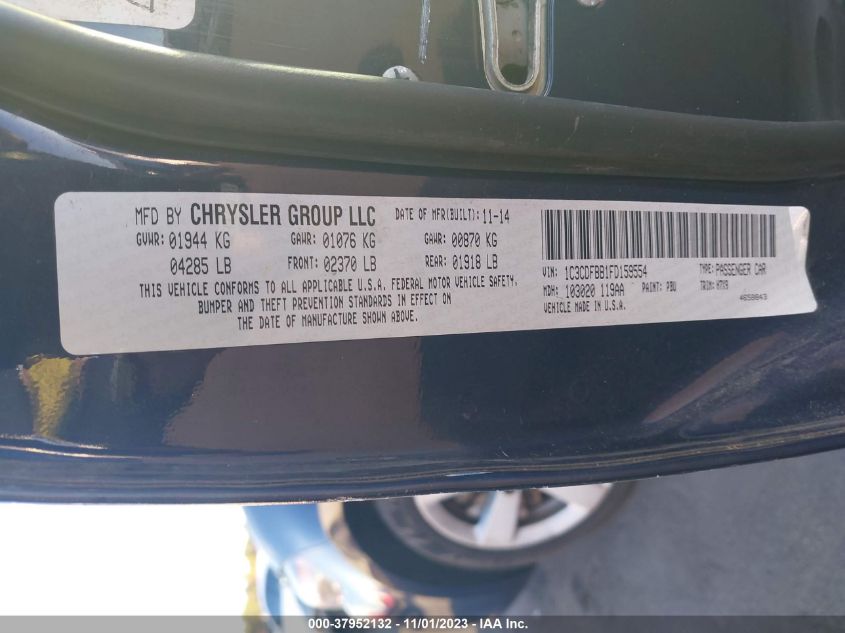 MFD BY CHRYSLER GROUP LLC DATE OF MFR(BUILT): 11-14
GVWR: 01944 KG GAWR: 01076 KG GAWR: 00870 KG
04285 LB FRONT: 02370 LB REAR: 01918 LB
THIS VEHICLE CONFORMS TO ALL APPLICABLE U.S.A. FEDERAL MOTOR VEHICLE SAFETY,
BUMPER AND THEFT PREVENTION STANDARDS IN EFFECT ON
THE DATE OF MANUFACTURE SHOWN ABOVE.
VIN: 1C3CDFBB1FD159554 TYPE: PASSENGER CAR
MDH: 103020 119AA PAINT: PBU TRIM:
VEHICLE MADE IN U.S.A. 4658843
000-37952132 - 11/01/2023 - IAA Inc.